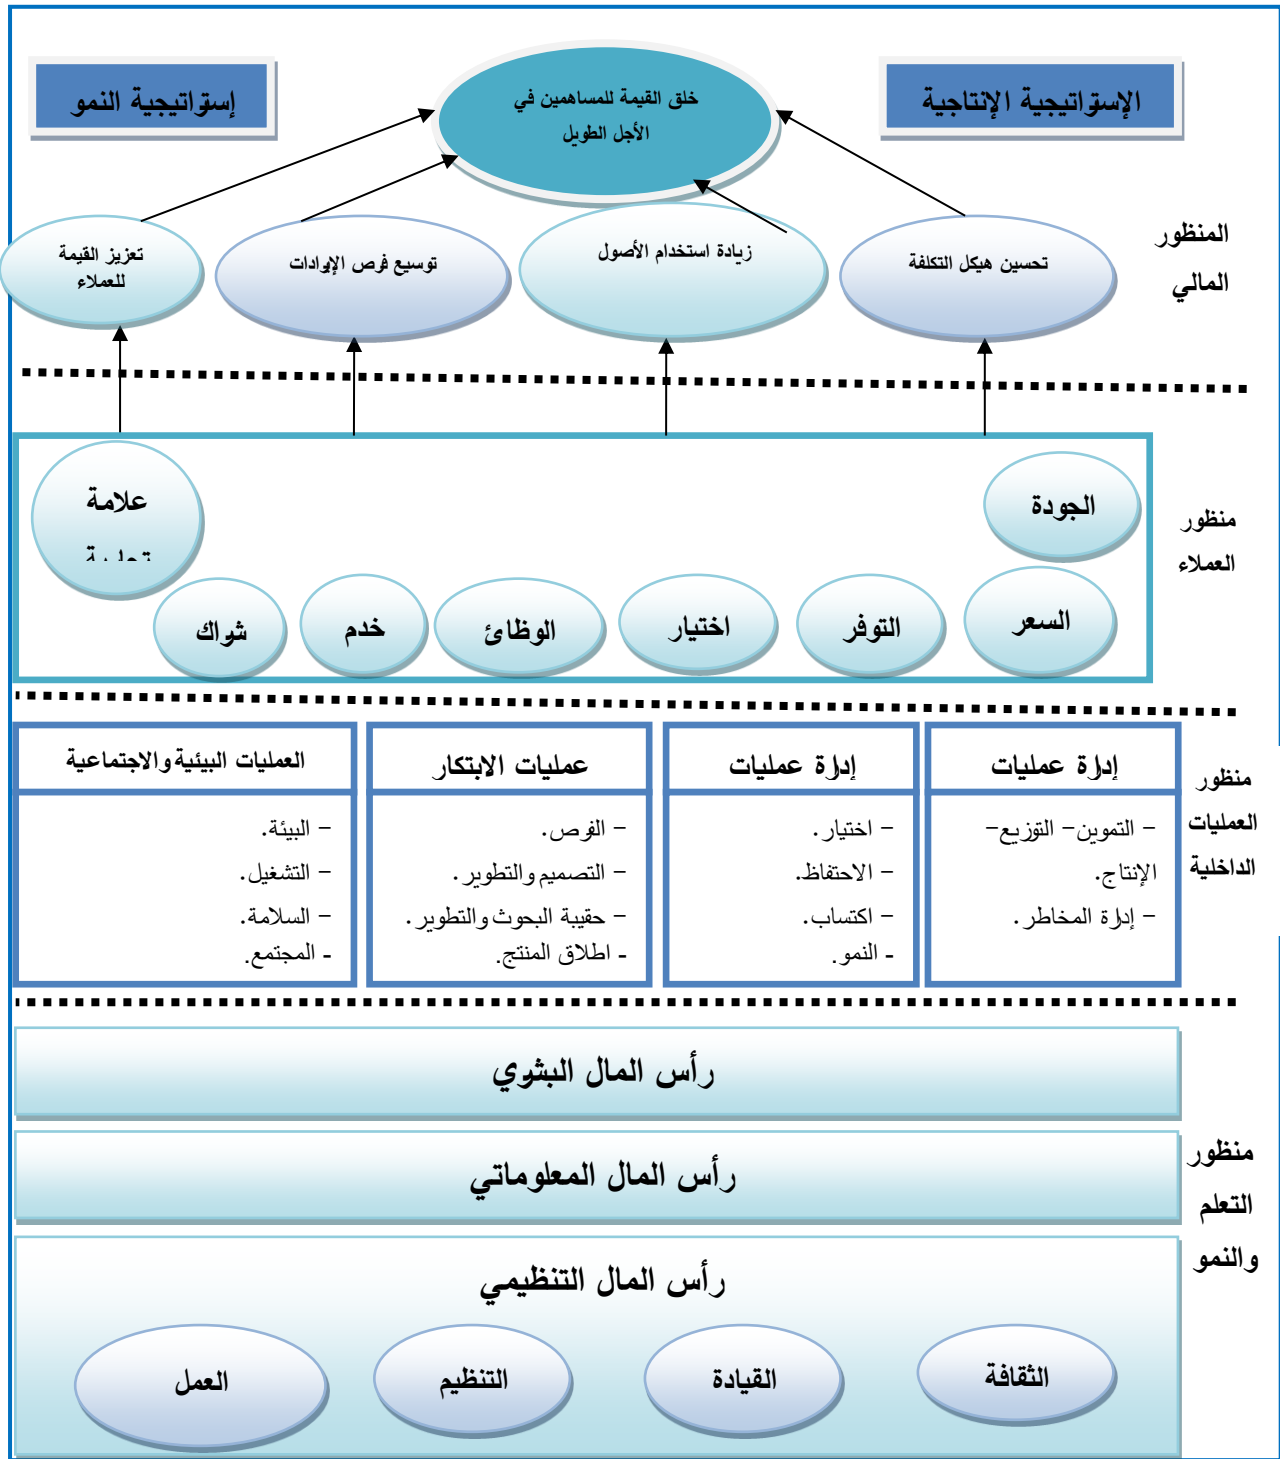 الإستراتيجية الإنتاجية
خلق القيمة للمساهمين في
الأجل الطويل
إستراتيجية النمو
المنظور
المالي
تحسين هيكل التكلفة
زيادة استخدام الأصول
توسيع فرص الإيرادات
تعزيز القيمة
للعملاء
منظور
العملاء
الجودة
السعر
التوفر
اختيار
الوظائ
خدم
شراك
علامة
منظور
العمليات
الداخلية
إدارة عمليات
– التموين– التوزيع–
الإنتاج.
– إدارة المخاطر.
إدارة عمليات
– اختيار.
– الاحتفاظ.
– اكتساب.
- النمو.
عمليات الابتكار
– الفرص.
– التصميم والتطوير.
– حقيبة البحوث والتطوير.
- اطلاق المنتج.
العمليات البيئية والاجتماعية
– البيئة.
– التشغيل.
– السلامة.
- المجتمع.
منظور
التعلم
والنمو
رأس المال البشري
رأس المال المعلوماتي
رأس المال التنظيمي
الثقافة
القيادة
التنظيم
العمل